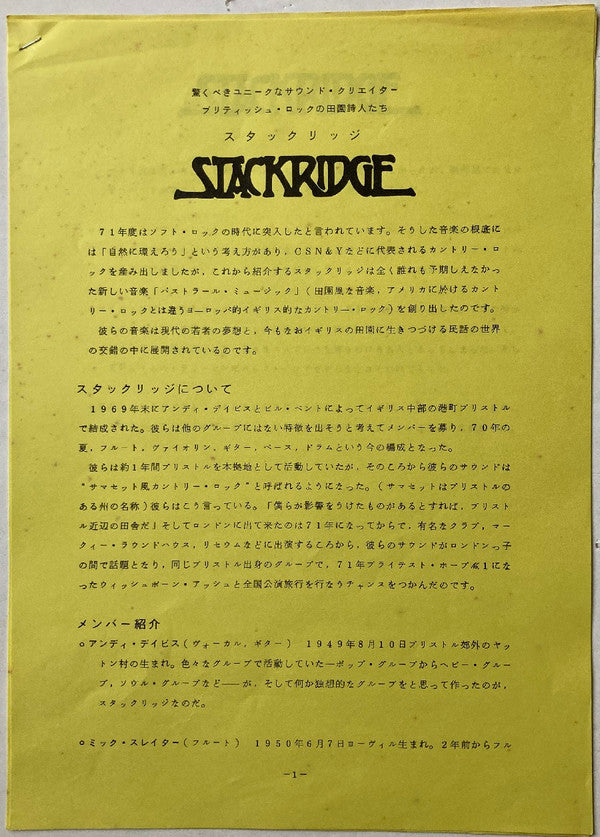 驚くべきユニークなサウンド・クリエイター
ブリティッシュ・ロックの田園詩人たち
スタックリッジ
STACKRIDGE
71年度はソフト・ロックの時代に突入したと言われています。そうした音楽の根底に
は「自然に環えろう」という考え方があり、CSN&Yなどに代表されるカントリー・ロ
ックを産み出しましたが、これから紹介するスタックリッジは全く誰れも予期しえなかっ
た新しい音楽「パストラール・ミュージック」(田園風な音楽、アメリカに於けるカント
リー・ロックとは違うヨーロッパ的イギリス的なカントリー・ロック)を創り出したのです。
彼らの音楽は現代の若者の夢想と、今もなおイギリスの田園に生きつづける民話の世界
の交錯の中に展開されているのです。
スタックリッジについて
1969年末にアンディ・デイビスとビル・ベントによってイギリス中部の港町ブリストル
で結成された。彼らは他のグループにはない特徴を出そうと考えてメンバーを募り、70年の
夏、フルート、ヴァイオリン、ギター、ベース、ドラムという今の編成となった。
彼らは約1年間ブリストルを本拠地として活動していたが、そのころから彼らのサウンドは
“サマセット風カントリー・ロック”と呼ばれるようになった。(サマセットはブリストルの
ある州の名称)彼らはこう言っている。「僕らが影響をうけたものがあるとすれば、ブリスト
ル近辺の田舎だ」そしてロンドンに出て来たのは71年になってからで、有名なクラブ、マー
クィー・ラウンドハウス、リセウムなどに出演するころから、彼らのサウンドがロンドンっ子
の間で話題となり、同じブリストル出身のグループで、71年ブライテスト・ホープ№1にな
ったウィッシュボーン・アッシュと全国公演旅行を行なうチャンスをつかんだのです。
メンバー紹介
○アンディ・デイビス(ヴォーカル、ギター) 1949年8月10日ブリストル郊外のヤッ
トン村の生まれ。色々なグループで活動していた―ポップ・グループからヘビー・グルー
プ、ソウル・グループなど――が、そして何か独想的なグループをと思って作ったのが、
スタックリッジなのだ。
○ミック・スレイター(フルート) 1950年6月7日ローヴィル生まれ。2年前からフル
－1－